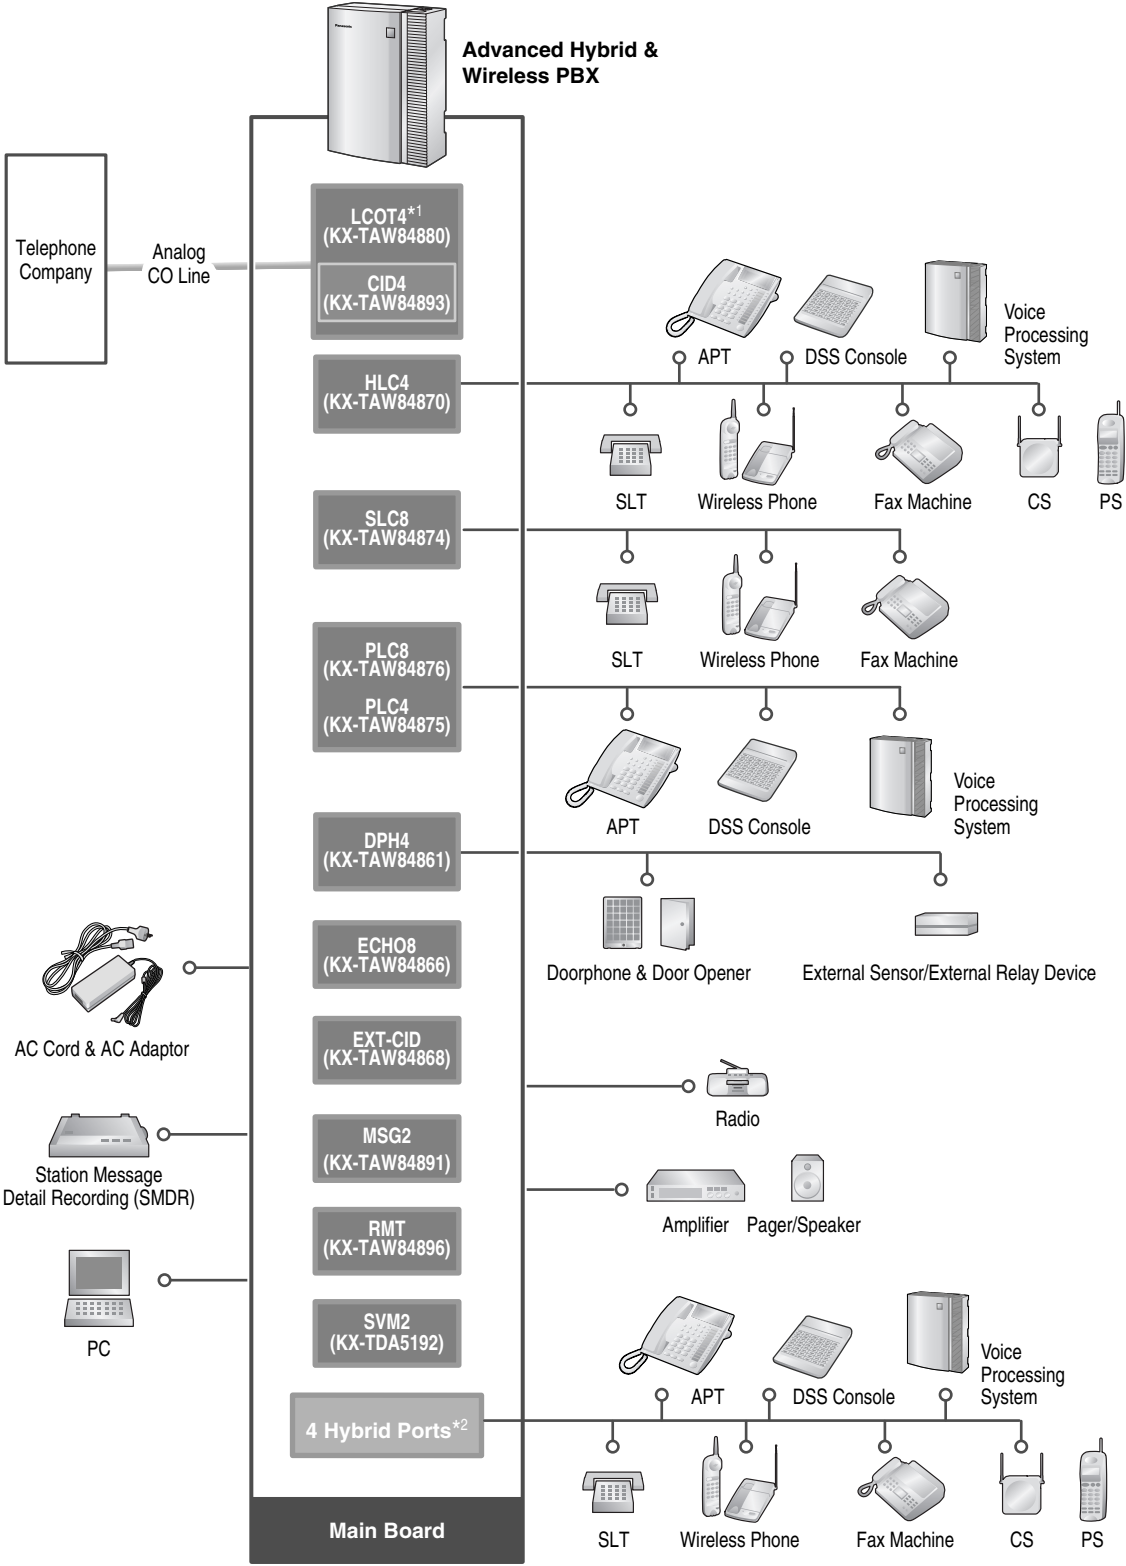 Panasonic
Advanced Hybrid &
Wireless PBX
Telephone
Company
Analog
CO Line
LCOT4*1
(KX-TAW84880)
CID4
(KX-TAW84893)
HLC4
(KX-TAW84870)
APT
DSS Console
Voice
Processing
System
SLT
Wireless Phone
Fax Machine
CS
PS
SLC8
(KX-TAW84874)
SLT
Wireless Phone
Fax Machine
PLC8
(KX-TAW84876)
PLC4
(KX-TAW84875)
APT
DSS Console
Voice
Processing
System
DPH4
(KX-TAW84861)
Doorphone & Door Opener
External Sensor/External Relay Device
ECHO8
(KX-TAW84866)
AC Cord & AC Adaptor
EXT-CID
(KX-TAW84868)
Radio
MSG2
(KX-TAW84891)
Station Message
Detail Recording (SMDR)
Amplifier
Pager/Speaker
RMT
(KX-TAW84896)
PC
SVM2
(KX-TDA5192)
APT
DSS Console
Voice
Processing
System
4 Hybrid Ports*2
SLT
Wireless Phone
Fax Machine
CS
PS
Main Board